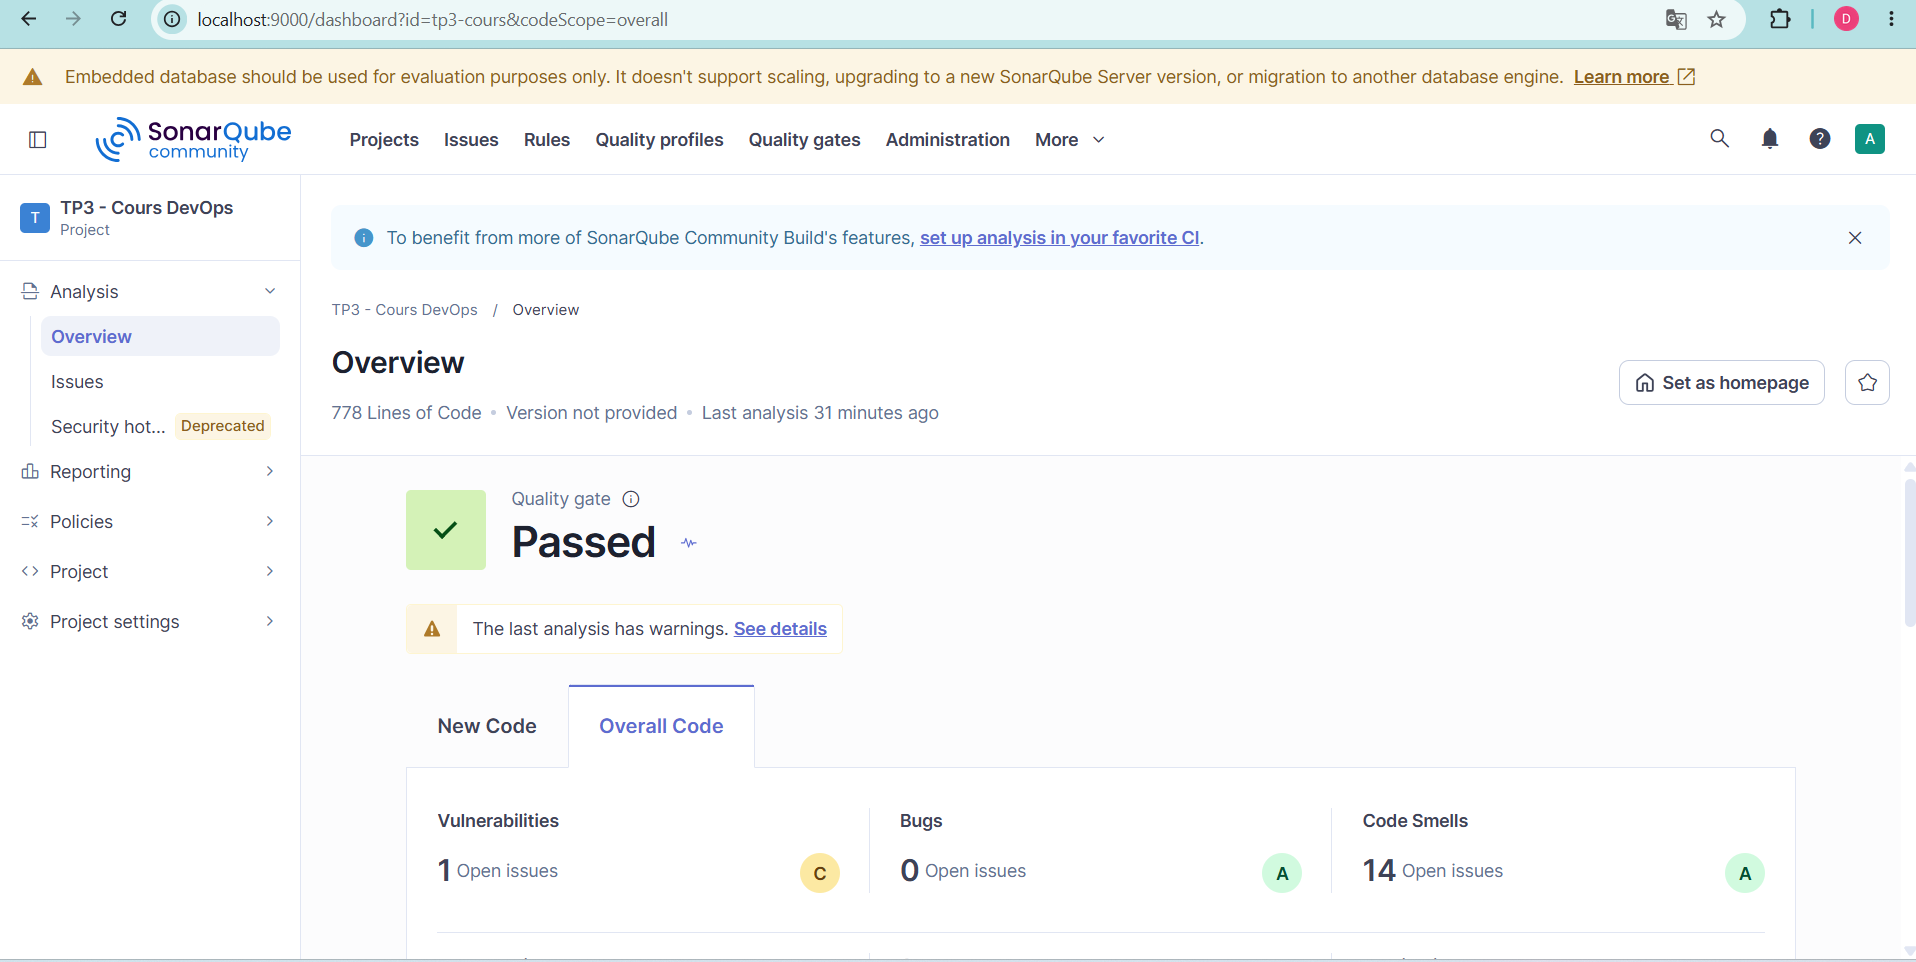 localhost:9000/dashboard?id=tp3-cours&codeScope=overall
D
Embedded database should be used for evaluation purposes only. It doesn't support scaling, upgrading to a new SonarQube Server version, or migration to another database engine. Learn more
SonarQube
community
Projects Issues Rules Quality profiles Quality gates Administration More
?
A
T
TP3 - Cours DevOps
Project
Analysis
Overview
Issues
Security hot... Deprecated
Reporting
Policies
Project
Project settings
To benefit from more of SonarQube Community Build's features, set up analysis in your favorite CI.
TP3 - Cours DevOps / Overview
Overview
778 Lines of Code • Version not provided • Last analysis 31 minutes ago
Set as homepage
Quality gate
Passed
The last analysis has warnings. See details
New Code
Overall Code
Vulnerabilities
1 Open issues
C
Bugs
0 Open issues
A
Code Smells
14 Open issues
A